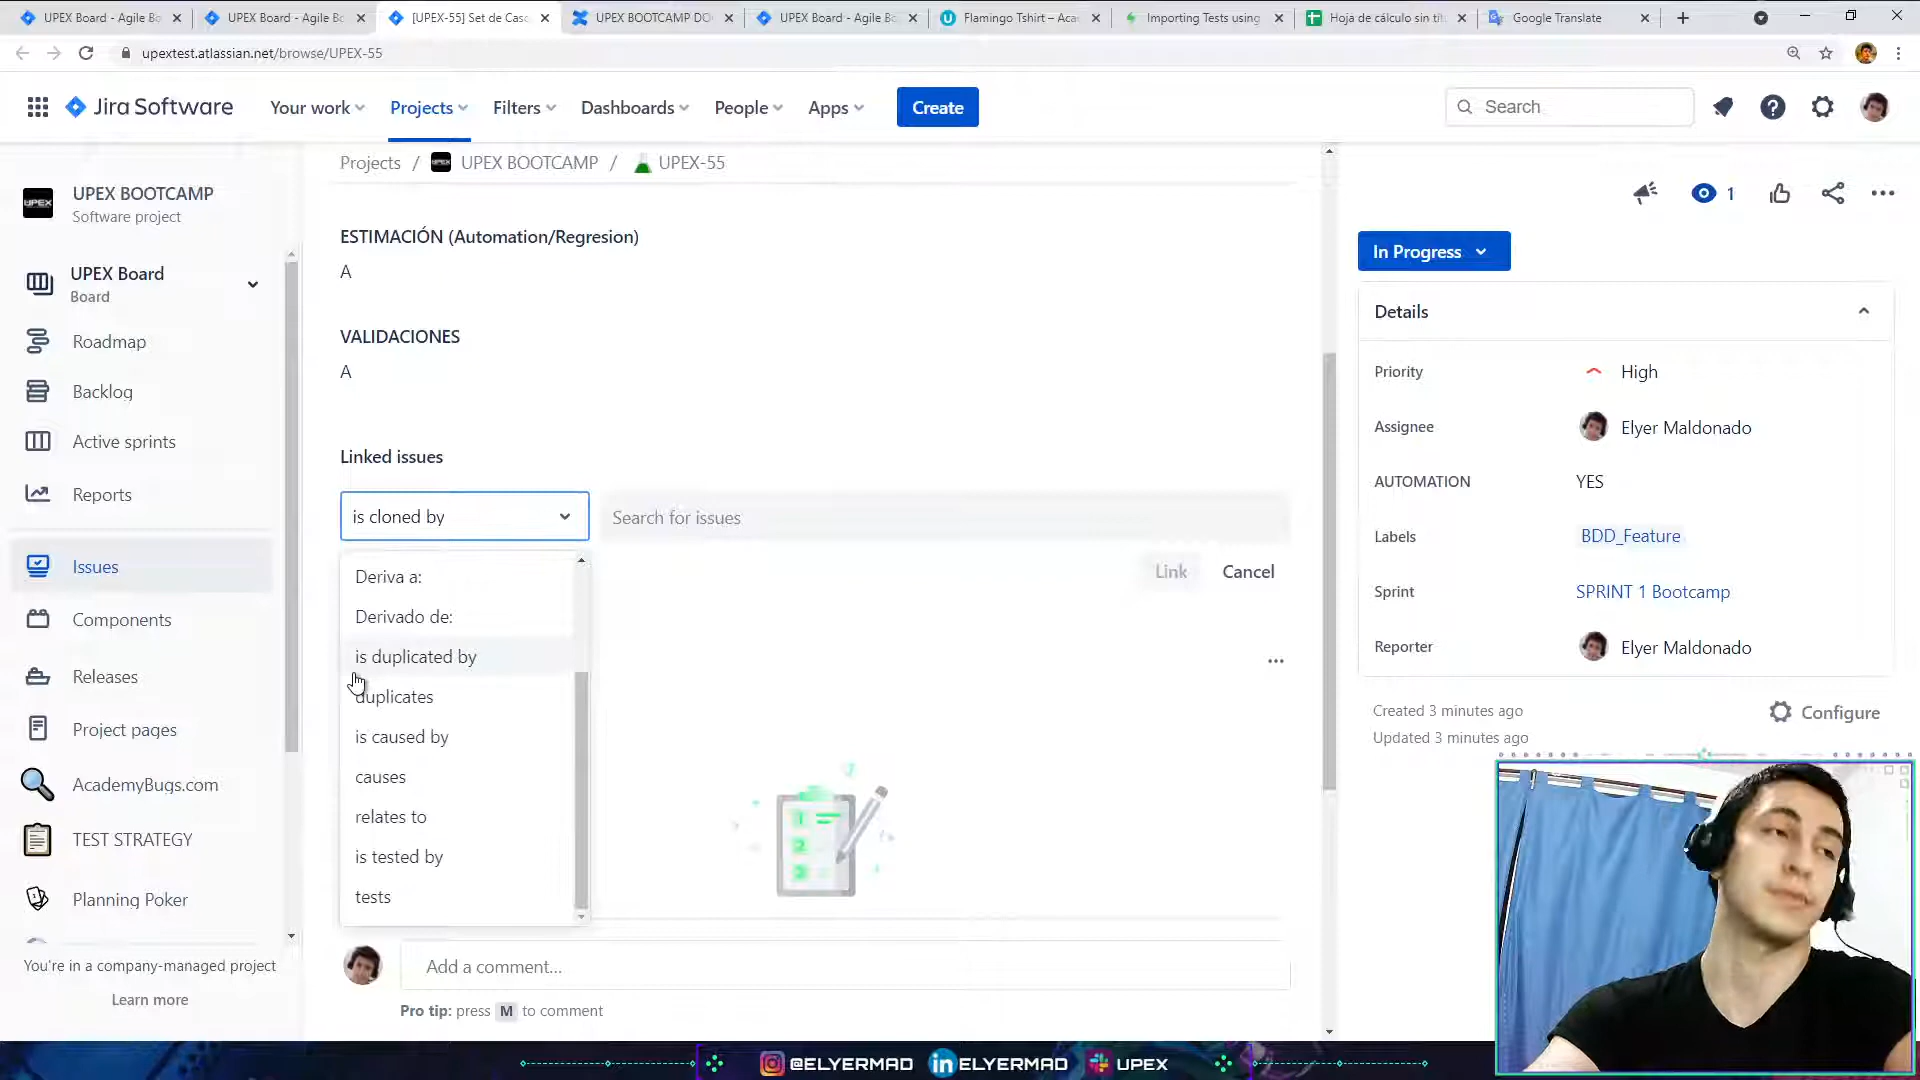 UPEX Board - Agile Bo
UPEX Board - Agile Bo
[UPEX-55] Set de Caso
UPEX BOOTCAMP DO
UPEX Board - Agile Bo
Flamingo Tshirt – Aca
Importing Tests using
Hoja de cálculo sin tít
Google Translate
upextest.atlassian.net/browse/UPEX-55
Jira Software
Your work
Projects
Filters
Dashboards
People
Apps
Create
Search
Projects / UPEX BOOTCAMP / UPEX-55
UPEX BOOTCAMP
Software project
UPEX Board
Board
Roadmap
Backlog
Active sprints
Reports
Issues
Components
Releases
Project pages
AcademyBugs.com
TEST STRATEGY
Planning Poker
You're in a company-managed project
Learn more
ESTIMACIÓN (Automation/Regresion)
A
VALIDACIONES
A
Linked issues
is cloned by
Search for issues
Deriva a:
Derivado de:
is duplicated by
duplicates
is caused by
causes
relates to
is tested by
tests
Link
Cancel
Add a comment...
Pro tip: press M to comment
1
In Progress
Details
Priority
High
Assignee
Elyer Maldonado
AUTOMATION
YES
Labels
BDD_Feature
Sprint
SPRINT 1 Bootcamp
Reporter
Elyer Maldonado
Created 3 minutes ago
Updated 3 minutes ago
Configure
@ELYERMAD
ELYERMAD
UPEX